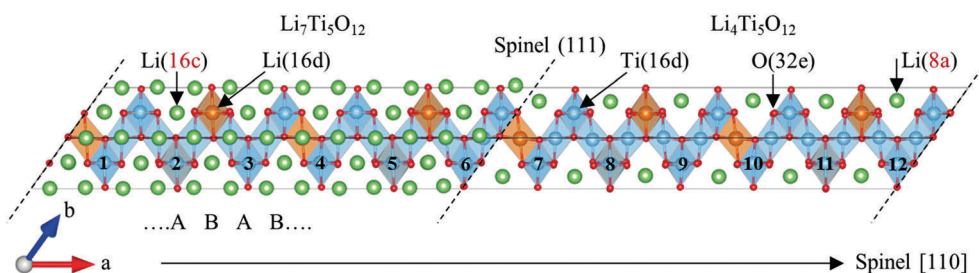 Li₇Ti₅O₁₂
Li₄Ti₅O₁₂
Spinel (111)
Li(16c)
Li(16d)
Ti(16d)
O(32e)
Li(8a)
1 2 3 4 5 6 7 8 9 10 11 12
….A B A B….
b
a
Spinel [110]